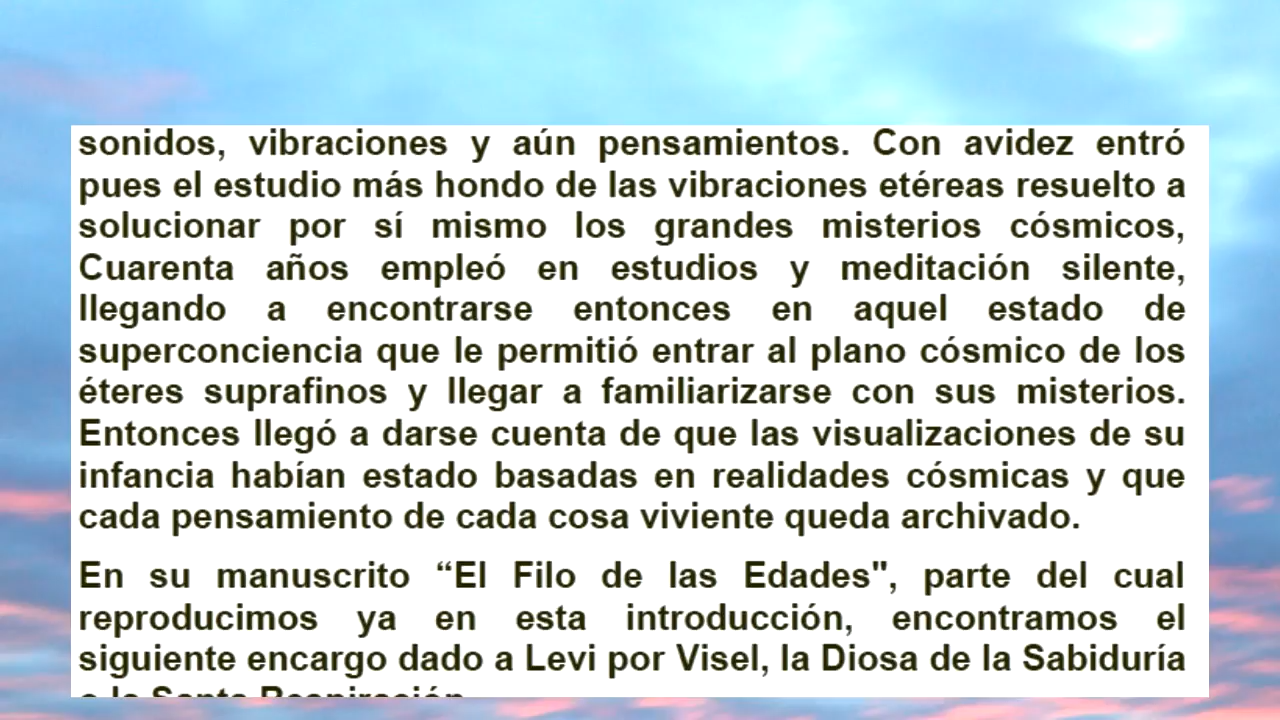 sonidos, vibraciones y aún pensamientos. Con avidez entró
pues el estudio más hondo de las vibraciones etéreas resuelto a
solucionar por sí mismo los grandes misterios cósmicos,
Cuarenta años empleó en estudios y meditación silente,
llegando a encontrarse entonces en aquel estado de
superconciencia que le permitió entrar al plano cósmico de los
éteres suprafinos y llegar a familiarizarse con sus misterios.
Entonces llegó a darse cuenta de que las visualizaciones de su
infancia habían estado basadas en realidades cósmicas y que
cada pensamiento de cada cosa viviente queda archivado.
En su manuscrito “El Filo de las Edades", parte del cual
reproducimos ya en esta introducción, encontramos el
siguiente encargo dado a Levi por Visel, la Diosa de la Sabiduría